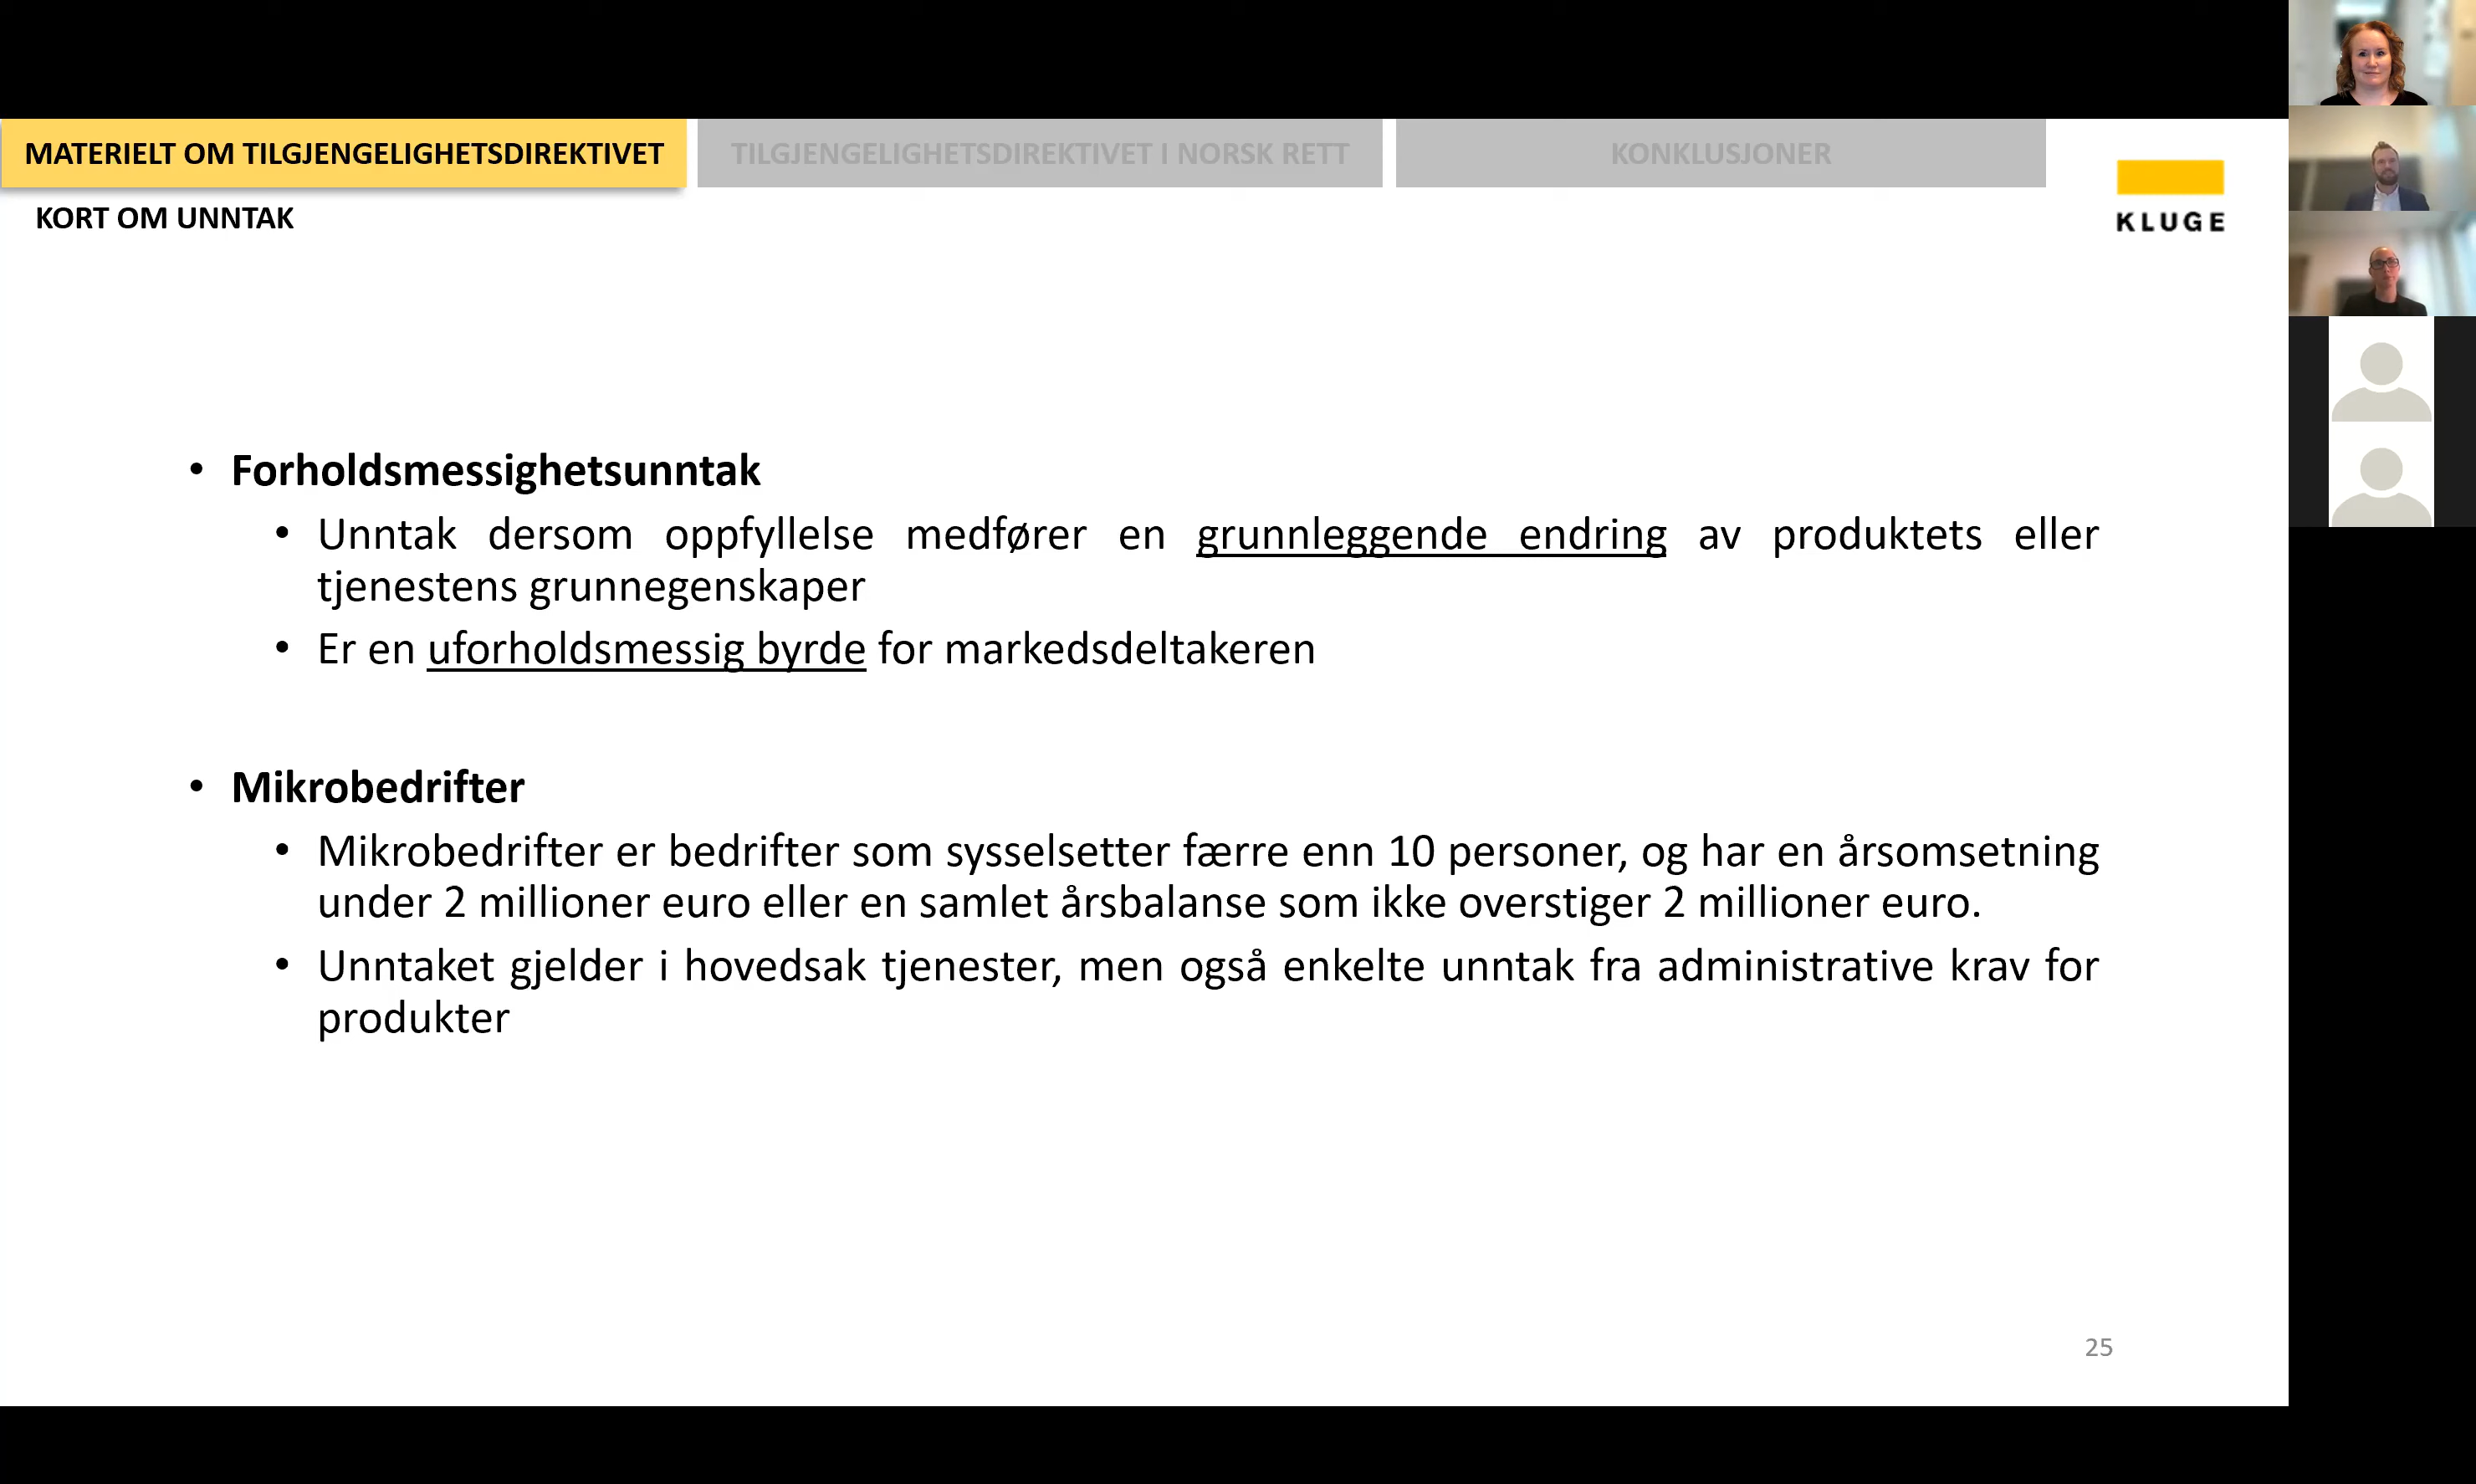 MATERIELT OM TILGJENGELIGHETSDIREKTIVET
TILGJENGELIGHETSDIREKTIVET I NORSK RETT
KONKLUSJONER
KORT OM UNNTAK
KLUGE
• Forholdsmessighetsunntak
• Unntak dersom oppfyllelse medfører en grunnleggende endring av produktets eller
tjenestens grunnegenskaper
• Er en uforholdsmessig byrde for markedsdeltakeren
• Mikrobedrifter
• Mikrobedrifter er bedrifter som sysselsetter færre enn 10 personer, og har en årsomsetning
under 2 millioner euro eller en samlet årsbalanse som ikke overstiger 2 millioner euro.
• Unntaket gjelder i hovedsak tjenester, men også enkelte unntak fra administrative krav for
produkter
25